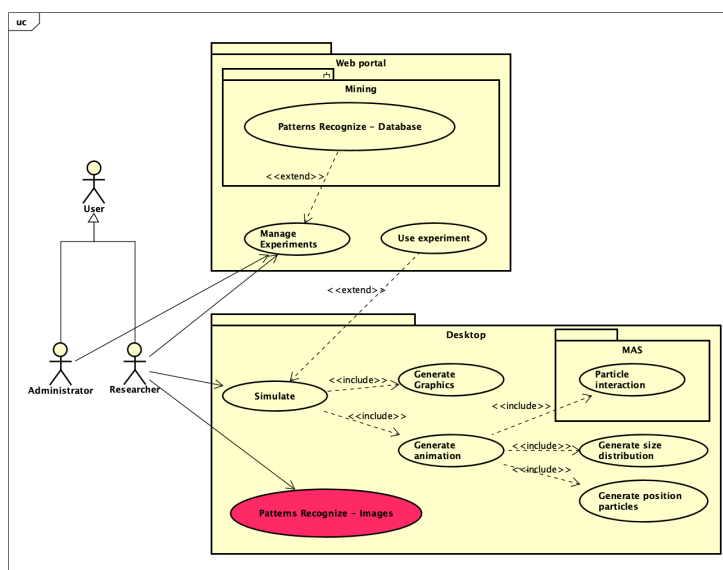 uc
Web portal
Mining
Patterns Recognize - Database
<<extend>>
User
Manage
Experiments
Use experiment
<<extend>>
Desktop
MAS
Administrator
Researcher
Simulate
<<include>>
Generate
Graphics
Particle
interaction
<<include>>
<<include>>
Generate
animation
<<include>>
Generate size
distribution
<<include>>
Generate position
particles
Patterns Recognize - Images